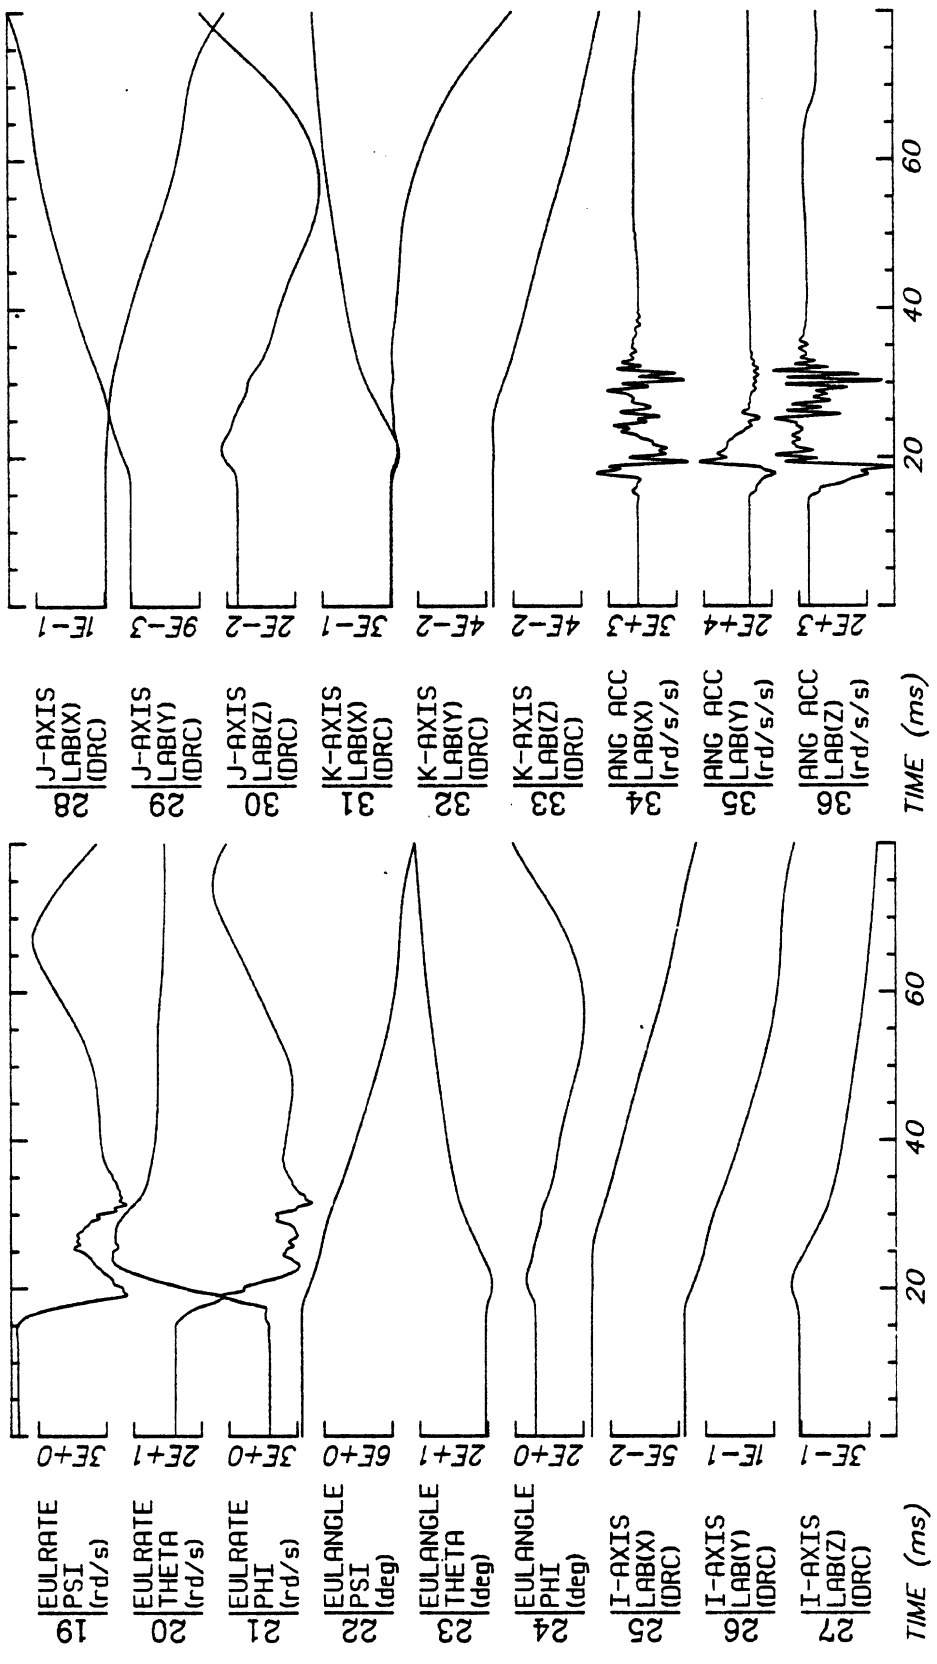 19
EULRATE
PSI
(rd/s)
3E+0
20
EULRATE
THETA
(rd/s)
2E+1
21
EULRATE
PHI
(rd/s)
3E+0
22
EULANGLE
PSI
(deg)
6E+0
23
EULANGLE
THETA
(deg)
2E+1
24
EULANGLE
PHI
(deg)
2E+0
25
I-AXIS
LAB(X)
(DRC)
5E-2
26
I-AXIS
LAB(Y)
(DRC)
1E-1
27
I-AXIS
LAB(Z)
(DRC)
3E-1
TIME (ms) 20 40 60
28
J-AXIS
LAB(X)
(DRC)
1E-1
29
J-AXIS
LAB(Y)
(DRC)
9E-3
30
J-AXIS
LAB(Z)
(DRC)
2E-2
31
K-AXIS
LAB(X)
(DRC)
3E-1
32
K-AXIS
LAB(Y)
(DRC)
4E-2
33
K-AXIS
LAB(Z)
(DRC)
4E-2
34
ANG ACC
LAB(X)
(rd/s/s)
3E+3
35
ANG ACC
LAB(Y)
(rd/s/s)
2E+4
36
ANG ACC
LAB(Z)
(rd/s/s)
2E+3
TIME (ms) 20 40 60